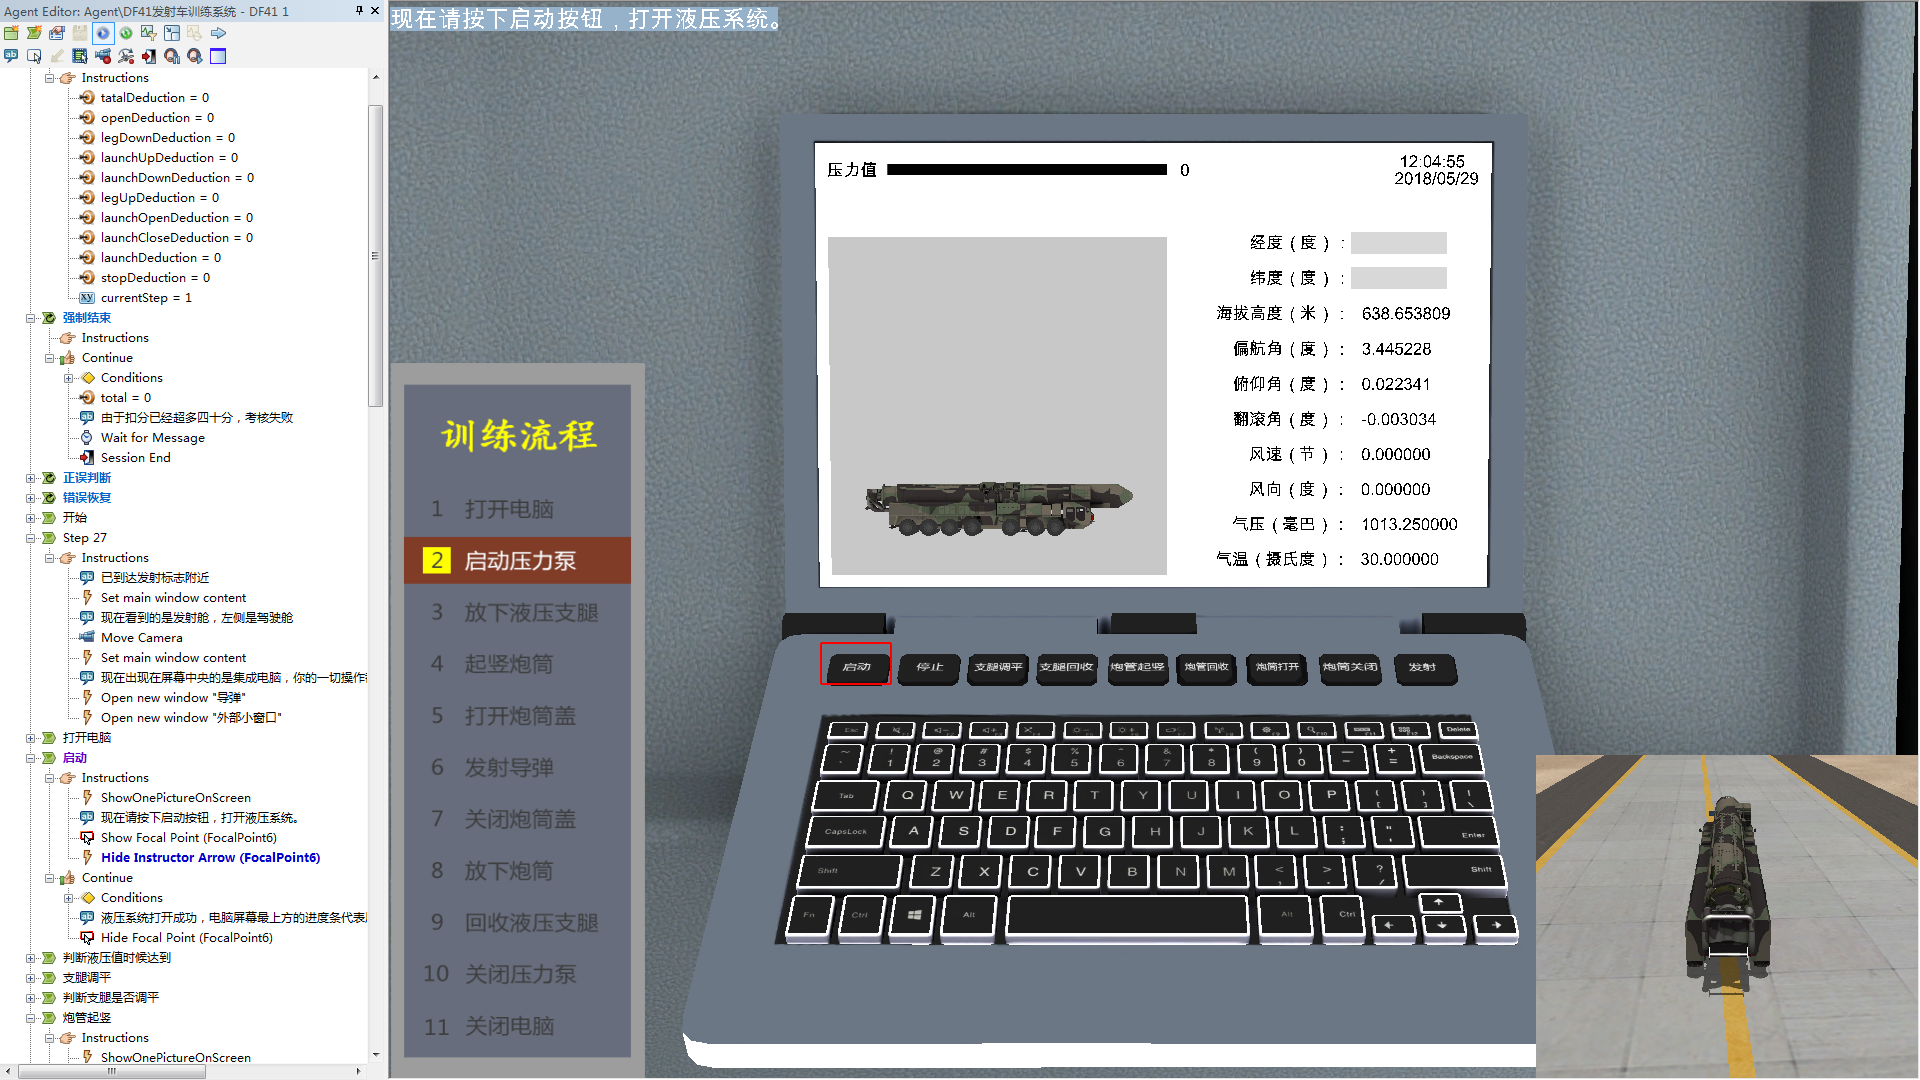 Agent Editor: Agent\DF41发射车训练系统 - DF41 1
Instructions
tatalDeduction = 0
openDeduction = 0
legDownDeduction = 0
launchUpDeduction = 0
launchDownDeduction = 0
legUpDeduction = 0
launchOpenDeduction = 0
launchCloseDeduction = 0
launchDeduction = 0
stopDeduction = 0
currentStep = 1
强制结束
Instructions
Continue
Conditions
total = 0
由于扣分已经超多四十分，考核失败
Wait for Message
Session End
正误判断
错误恢复
开始
Step 27
Instructions
已到达发射标志附近
Set main window content
现在看到的是发射舱，左侧是驾驶舱
Move Camera
Set main window content
现在出现在屏幕中央的是集成电脑，你的一切操作
Open new window "导弹"
Open new window "外部小窗口"
打开电脑
启动
Instructions
ShowOnePictureOnScreen
现在请按下启动按钮，打开液压系统。
Show Focal Point (FocalPoint6)
Hide Instructor Arrow (FocalPoint6)
Continue
Conditions
液压系统打开成功，电脑屏幕最上方的进度条代表
Hide Focal Point (FocalPoint6)
判断液压值时候达到
支腿调平
判断支腿是否调平
炮管起竖
Instructions
ShowOnePictureOnScreen
现在请按下启动按钮，打开液压系统。
训练流程
1 打开电脑
2 启动压力泵
3 放下液压支腿
4 起竖炮筒
5 打开炮筒盖
6 发射导弹
7 关闭炮筒盖
8 放下炮筒
9 回收液压支腿
10 关闭压力泵
11 关闭电脑
压力值 0
12:04:55
2018/05/29
经度（度）：
纬度（度）：
海拔高度（米）： 638.653809
偏航角（度）： 3.445228
俯仰角（度）： 0.022341
翻滚角（度）： -0.003034
风速（节）： 0.000000
风向（度）： 0.000000
气压（毫巴）： 1013.250000
气温（摄氏度）： 30.000000
启动 停止 支腿调平 支腿回收 炮管起竖 炮管回收 炮筒打开 炮筒关闭 发射
Esc Delete
~ ! @ # $ % ^ & * ( ) — +
1 2 3 4 5 6 7 8 9 0 − = Backspace
Tab Q W E R T Y U I O P { [ } ] | \
CapsLock A S D F G H J K L : ; " ' Enter
Shift Z X C V B N M < , > . ? / Shift
Fn Ctrl Alt Alt Ctrl